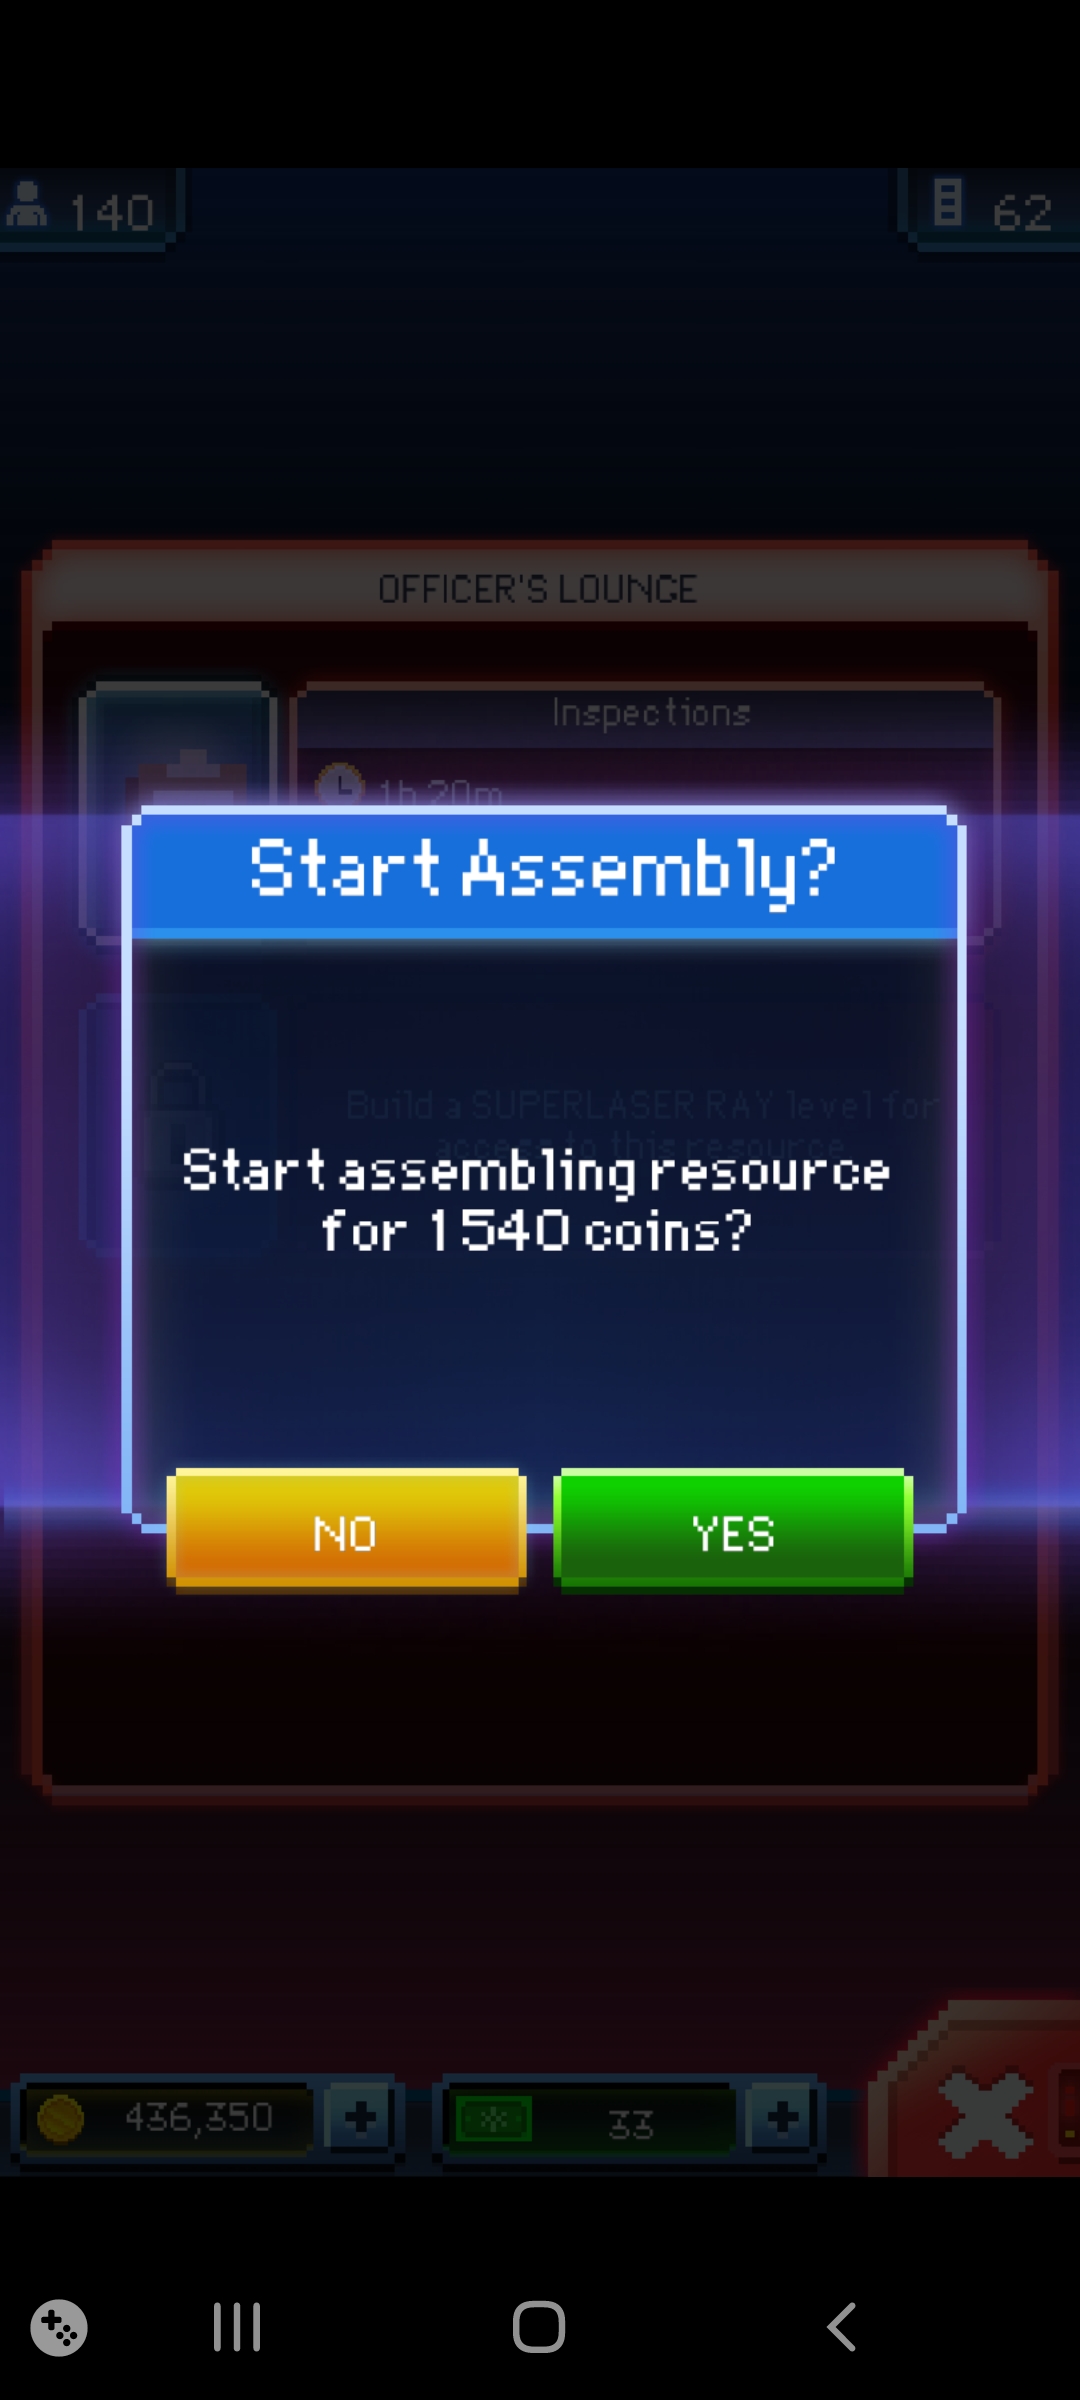 140
62
OFFICER'S LOUNGE
Inspections
1h 20m
Start Assembly?
Build a SUPERLASER RAY level for
access to this resource
Start assembling resource
for 1540 coins?
NO
YES
436,350
33